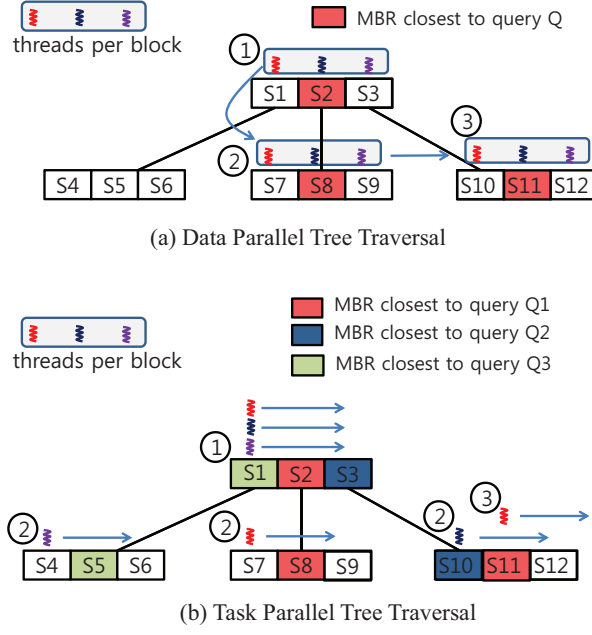 threads per block
MBR closest to query Q
1
S1 S2 S3
2
3
S4 S5 S6
S7 S8 S9
S10 S11 S12
(a) Data Parallel Tree Traversal
threads per block
MBR closest to query Q1
MBR closest to query Q2
MBR closest to query Q3
1
S1 S2 S3
2
2
2
3
S4 S5 S6
S7 S8 S9
S10 S11 S12
(b) Task Parallel Tree Traversal